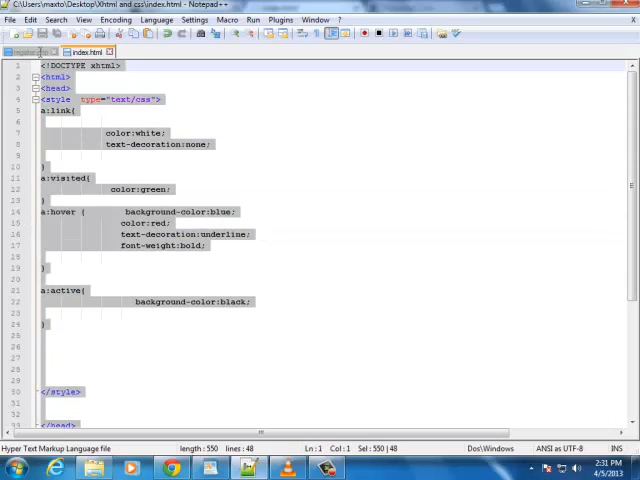 C:\Users\maxto\Desktop\Xhtml and css\index.html - Notepad++
File Edit Search View Encoding Language Settings Macro Run Plugins Window ? X
index.html
1 <!DOCTYPE xhtml>
2 <html>
3 <head>
4 <style type="text/css">
5 a:link{
6
7 color:white;
8 text-decoration:none;
9
10 }
11 a:visited{
12 color:green;
13 }
14 a:hover { background-color:blue;
15 color:red;
16 text-decoration:underline;
17 font-weight:bold;
18
19 }
20
21 a:active{
22 background-color:black;
23
24 }
25
26
27
28
29
30 </style>
31
32
33 </head>
Hyper Text Markup Language file length : 550 lines : 48 Ln : 1 Col : 1 Sel : 550 | 48 Dos\Windows ANSI as UTF-8 INS
2:31 PM
4/5/2013